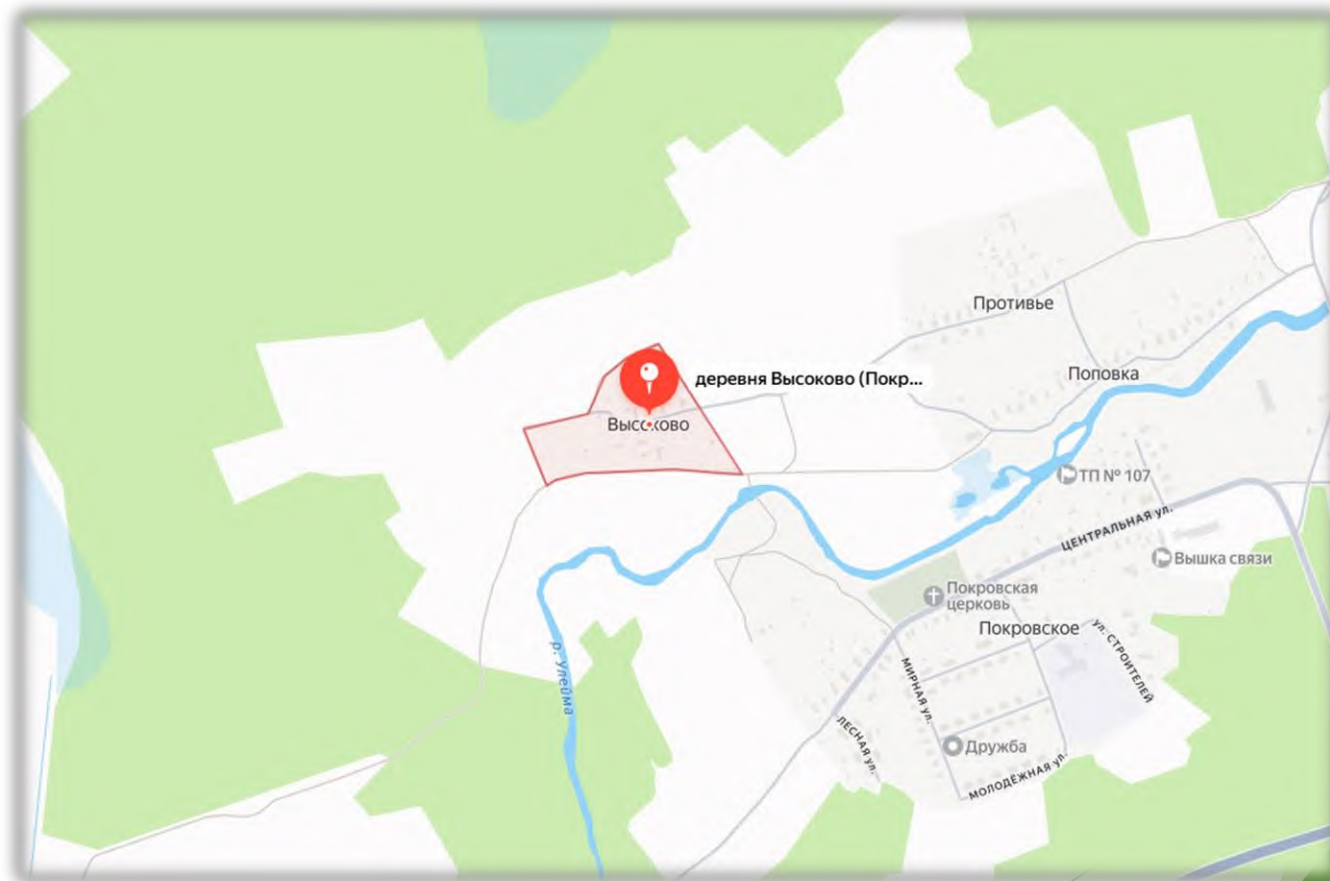 Противье
деревня Высоково (Покр...
Поповка
Высоково
ТП № 107
ЦЕНТРАЛЬНАЯ ул.
Вышка связи
Покровская
церковь
Покровское
ул. СТРОИТЕЛЕЙ
р. Улейма
МИРНАЯ ул.
ЛЕСНАЯ ул.
Дружба
МОЛОДЁЖНАЯ ул.